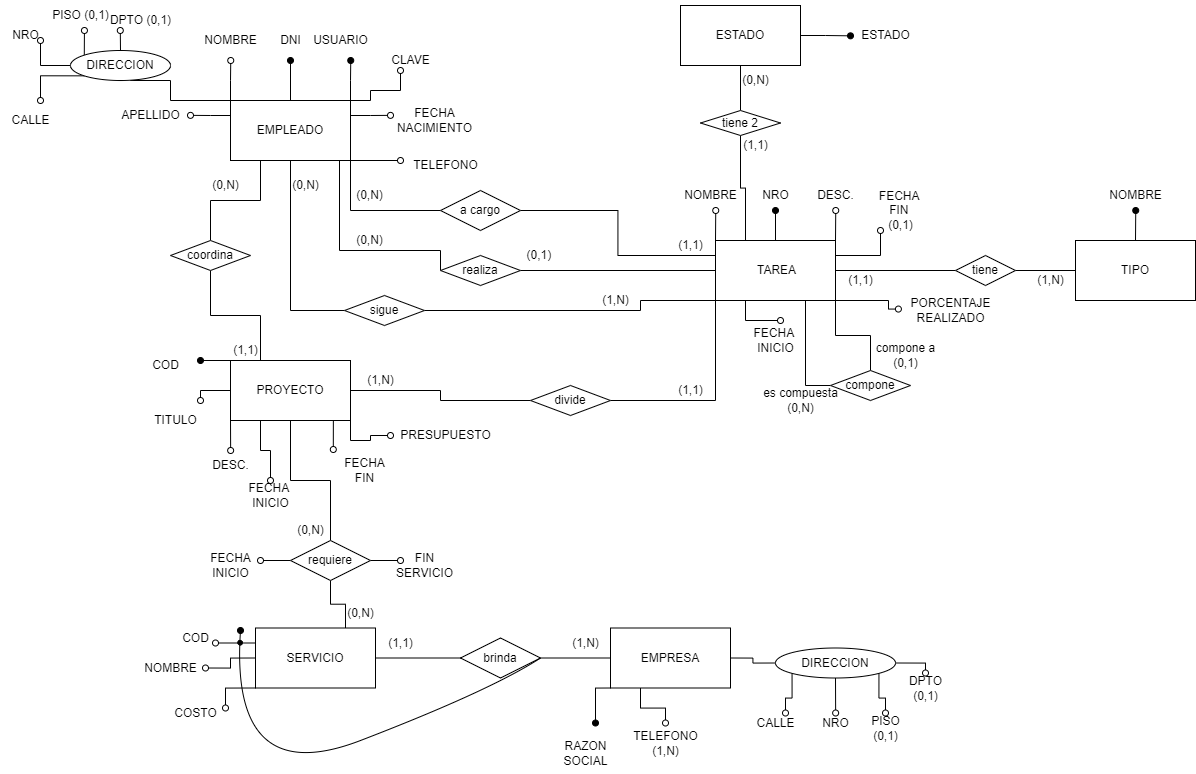 PISO (0,1)
DPTO (0,1)
NRO
DIRECCION
CALLE
NOMBRE
DNI
USUARIO
CLAVE
APELLIDO
EMPLEADO
FECHA
NACIMIENTO
TELEFONO
ESTADO
ESTADO
(0,N)
tiene 2
(1,1)
(0,N)
(0,N)
(0,N)
a cargo
(1,1)
(0,N)
realiza
(0,1)
coordina
sigue
(1,N)
NOMBRE
NRO
DESC.
FECHA
FIN
(0,1)
TAREA
(1,1)
tiene
(1,N)
NOMBRE
TIPO
PORCENTAJE
REALIZADO
FECHA
INICIO
compone a
(0,1)
compone
es compuesta
(0,N)
(1,1)
COD
PROYECTO
(1,N)
divide
(1,1)
TITULO
PRESUPUESTO
DESC.
FECHA
INICIO
FECHA
FIN
(0,N)
FECHA
INICIO
requiere
FIN
SERVICIO
(0,N)
COD
NOMBRE
COSTO
SERVICIO
(1,1)
brinda
(1,N)
EMPRESA
RAZON
SOCIAL
TELEFONO
(1,N)
DIRECCION
CALLE
NRO
PISO
(0,1)
DPTO
(0,1)